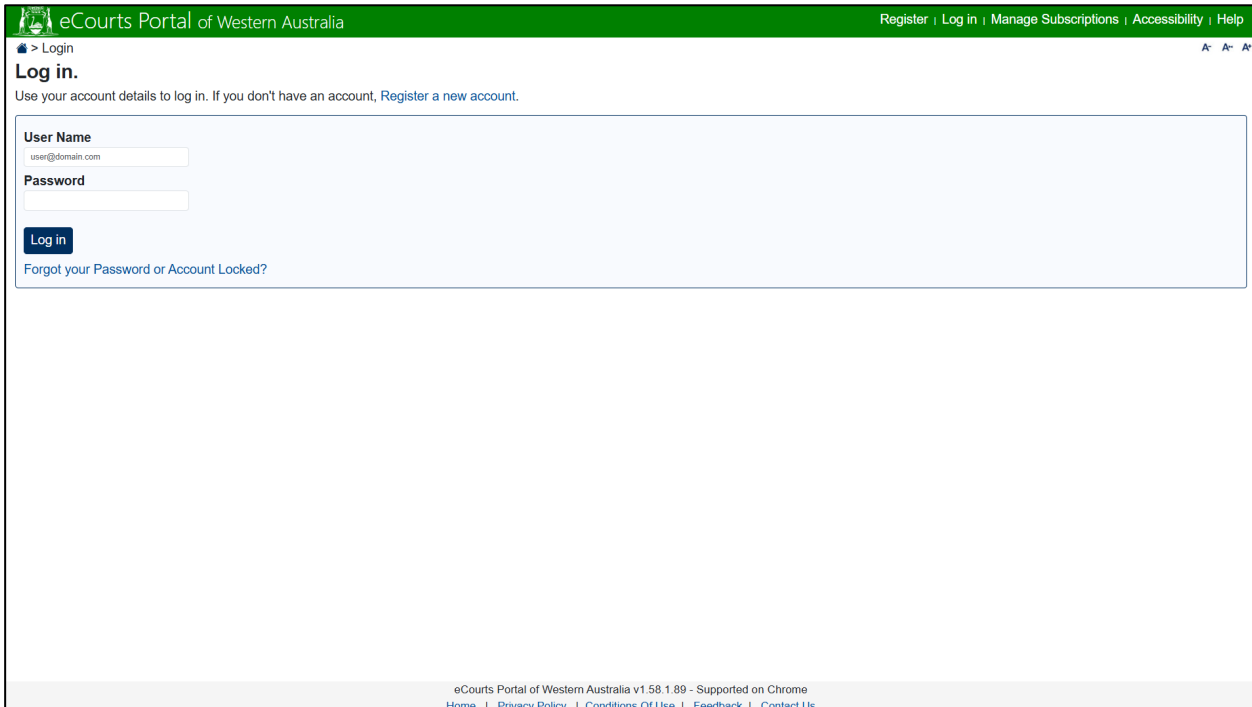 eCourts Portal of Western Australia
Register | Log in | Manage Subscriptions | Accessibility | Help
> Login
A- A~ A+
Log in.
Use your account details to log in. If you don't have an account, Register a new account.
User Name
user@domain.com
Password
Log in
Forgot your Password or Account Locked?
eCourts Portal of Western Australia v1.58.1.89 - Supported on Chrome
Home | Privacy Policy | Conditions Of Use | Feedback | Contact Us